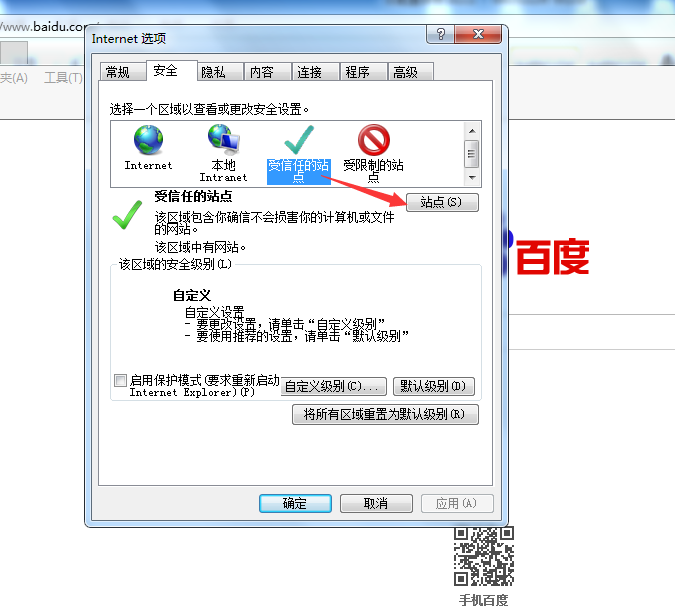 /www.baidu.com
夹(A) 工具(T)
Internet 选项
常规 安全 隐私 内容 连接 程序 高级
选择一个区域以查看或更改安全设置。
Internet
本地
Intranet
受信任的站
点
受限制的站
点
受信任的站点
站点(S)
该区域包含你确信不会损害你的计算机或文件
的网站。
该区域中有网站。
该区域的安全级别(L)
自定义
自定义设置
- 要更改设置，请单击“自定义级别”
- 要使用推荐的设置，请单击“默认级别”
启用保护模式(要求重新启动
Internet Explorer)(P)
自定义级别(C)... 默认级别(D)
将所有区域重置为默认级别(R)
确定 取消 应用(A)
百度
手机百度